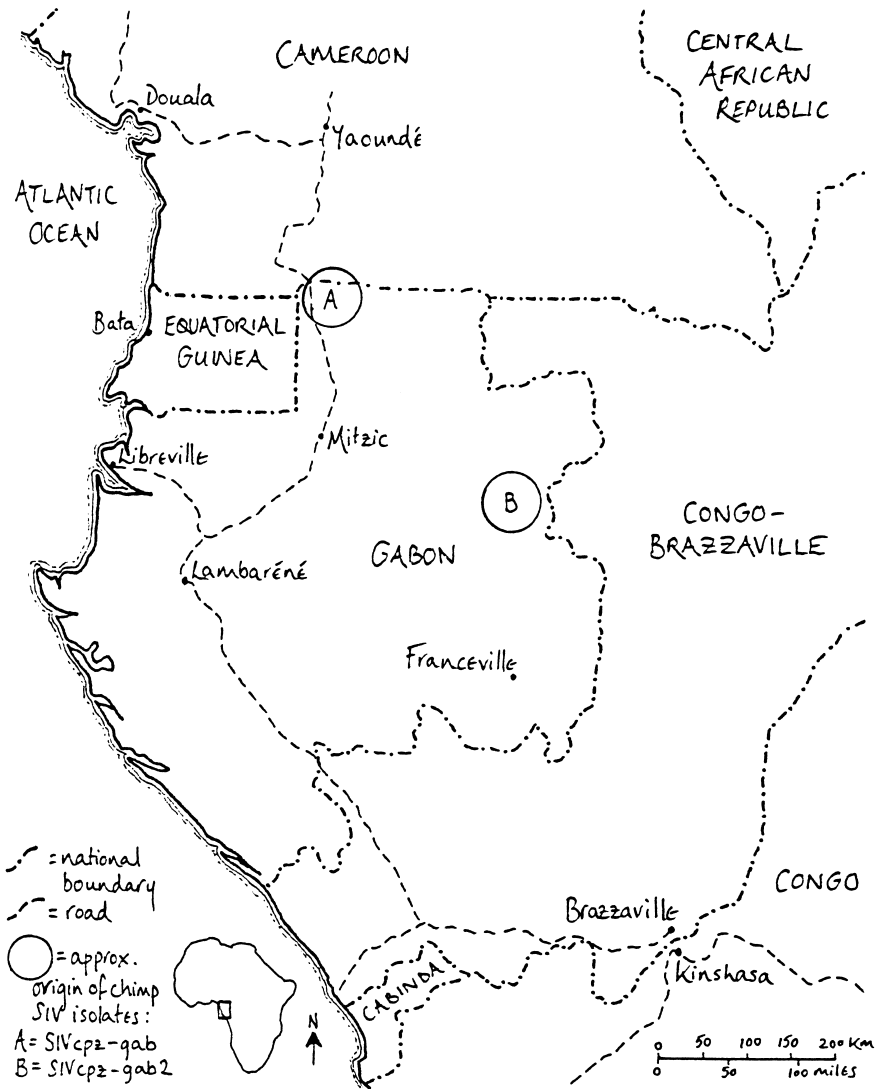 CAMEROON
CENTRAL
AFRICAN
REPUBLIC
Douala
Yaoundé
ATLANTIC
OCEAN
A
Bata
EQUATORIAL
GUINEA
Mitzic
Libreville
B
CONGO-
BRAZZAVILLE
GABON
Lambaréné
Franceville
= national
boundary
= road
CONGO
Brazzaville
Kinshasa
CABINDA
= approx.
origin of chimp
SIV isolates:
A= SIVcpz-gab
B= SIVcpz-gab2
N
0 50 100 150 200 KM
0 50 100 miles